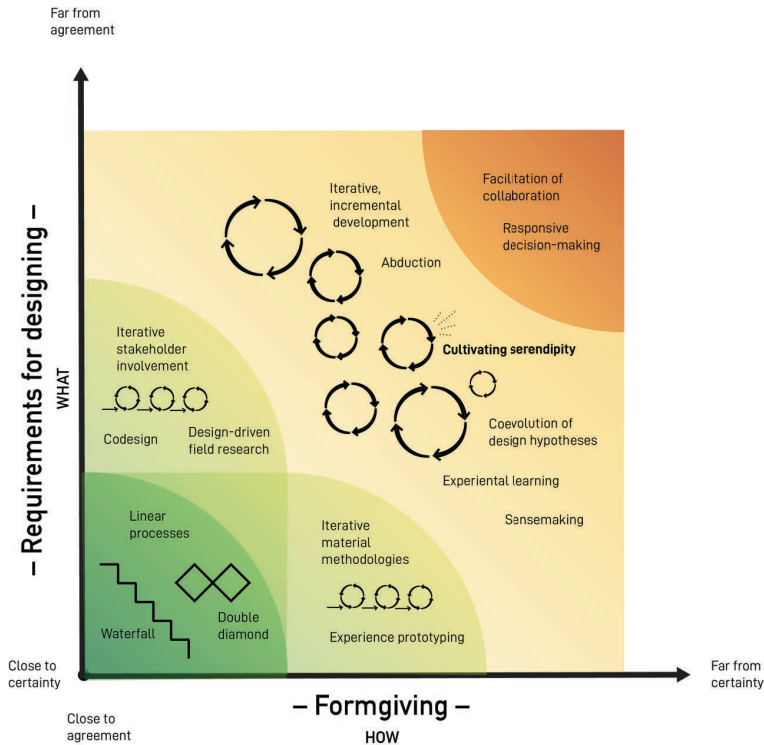 Far from
agreement
Facilitation of
collaboration
Responsive
decision-making
Iterative,
incremental
development
Abduction
– Requirements for designing –
WHAT
Iterative
stakeholder
involvement
Codesign
Design-driven
field research
Cultivating serendipity
Coevolution of
design hypotheses
Experiental learning
Sensemaking
Linear
processes
Waterfall
Double
diamond
Iterative
material
methodologies
Experience prototyping
Close to
certainty
Far from
certainty
Close to
agreement
– Formgiving –
HOW